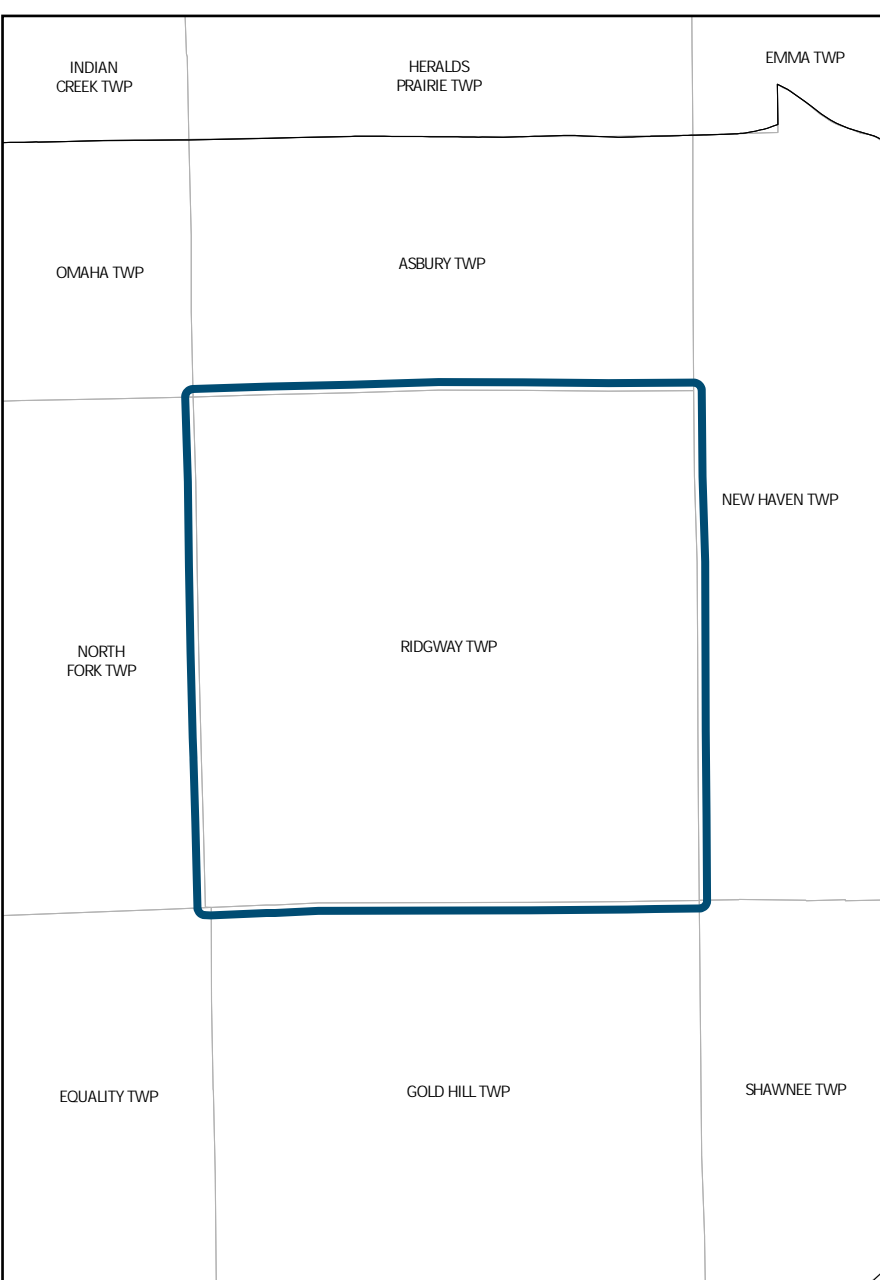 INDIAN
CREEK TWP
HERALDS
PRAIRIE TWP
EMMA TWP
OMAHA TWP
ASBURY TWP
NEW HAVEN TWP
NORTH
FORK TWP
RIDGWAY TWP
EQUALITY TWP
GOLD HILL TWP
SHAWNEE TWP